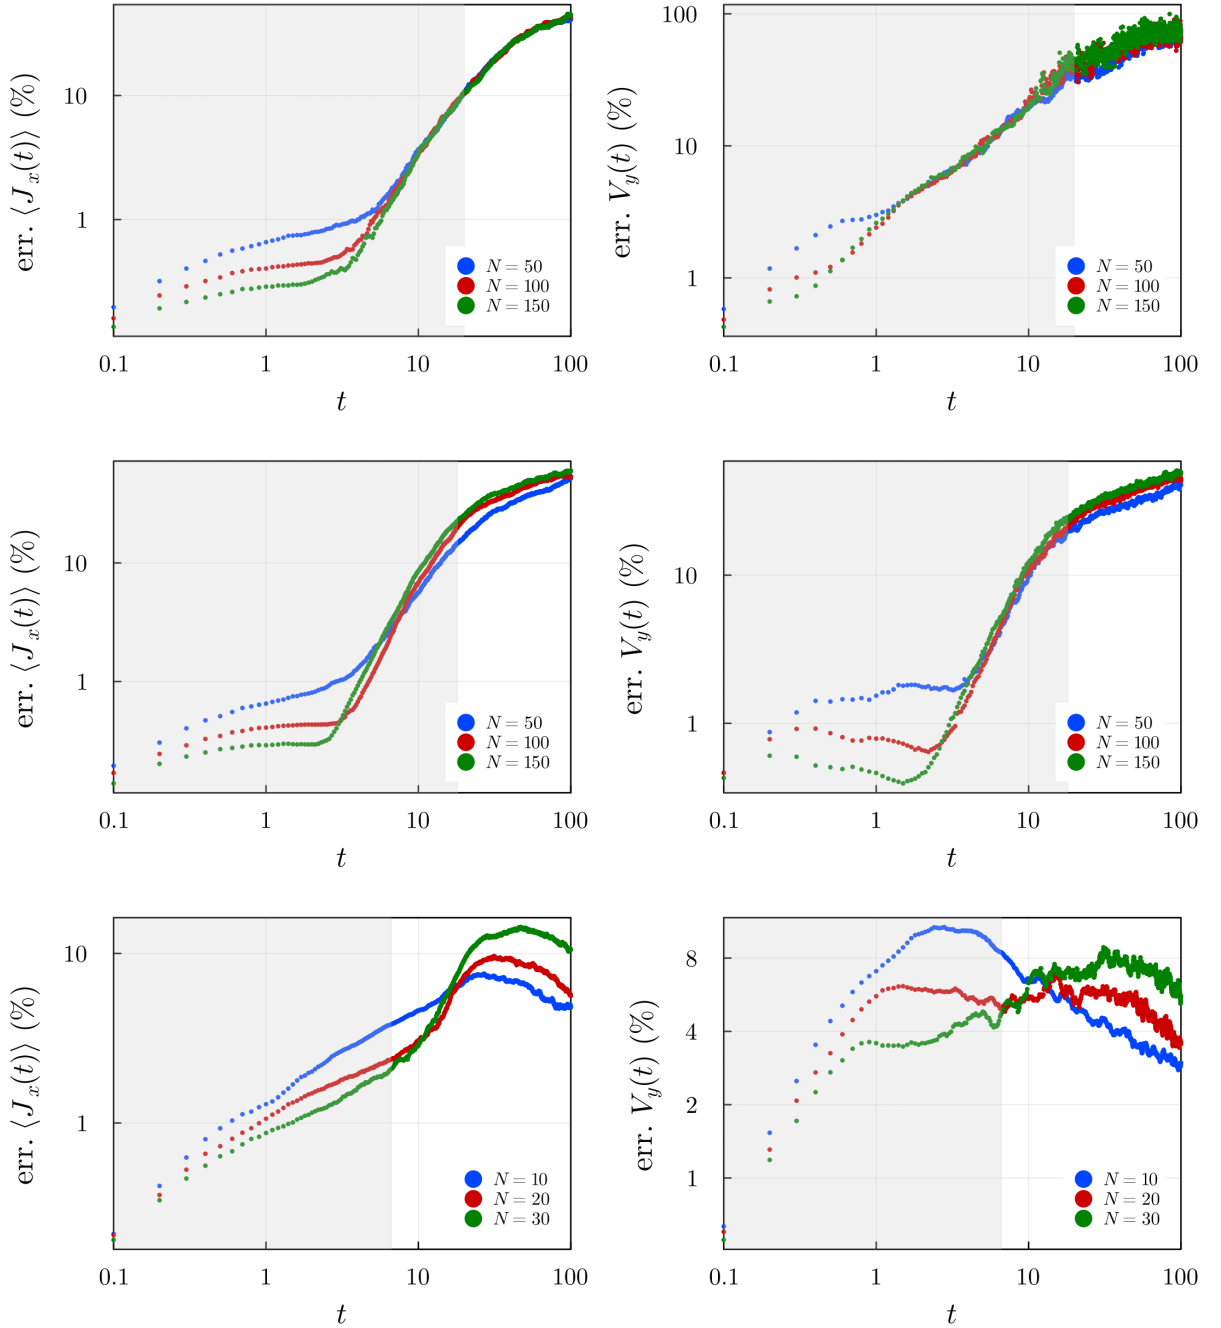 err. ⟨J_x(t)⟩ (%)
10
1
N = 50
N = 100
N = 150
0.1 1 10 100
t
err. V_y(t) (%)
100
10
1
N = 50
N = 100
N = 150
0.1 1 10 100
t
err. ⟨J_x(t)⟩ (%)
10
1
N = 50
N = 100
N = 150
0.1 1 10 100
t
err. V_y(t) (%)
10
1
N = 50
N = 100
N = 150
0.1 1 10 100
t
err. ⟨J_x(t)⟩ (%)
10
1
N = 10
N = 20
N = 30
0.1 1 10 100
t
err. V_y(t) (%)
8
4
2
1
N = 10
N = 20
N = 30
0.1 1 10 100
t